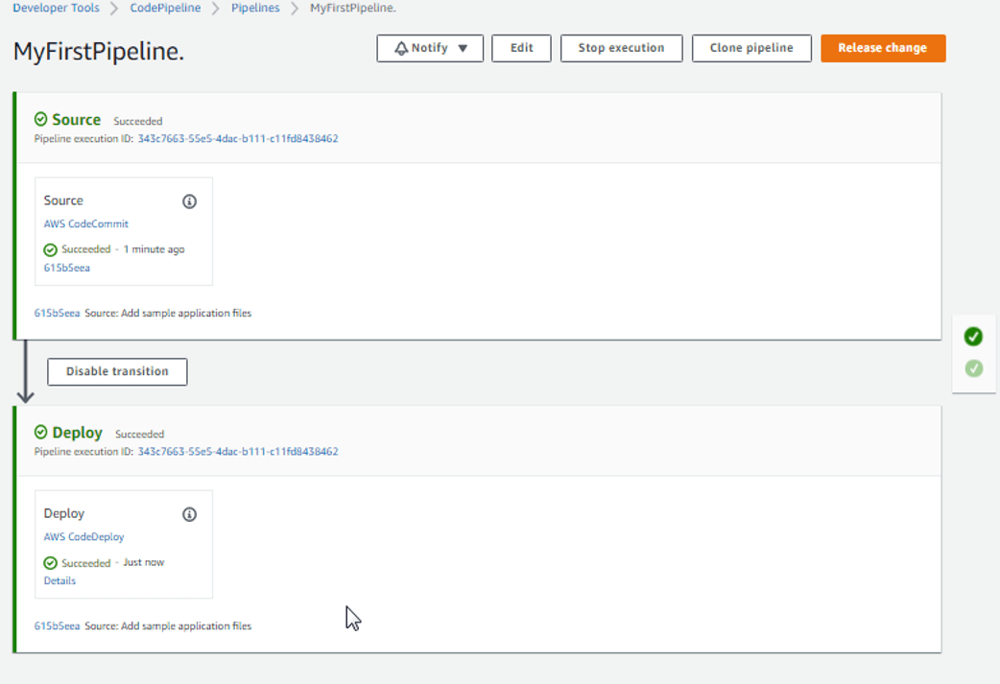 Developer Tools > CodePipeline > Pipelines > MyFirstPipeline.
MyFirstPipeline.
Notify ▼ Edit Stop execution Clone pipeline Release change
Source Succeeded
Pipeline execution ID: 343c7663-55e5-4dac-b111-c11fd8438462
Source
AWS CodeCommit
Succeeded - 1 minute ago
615b5eea
615b5eea Source: Add sample application files
Disable transition
Deploy Succeeded
Pipeline execution ID: 343c7663-55e5-4dac-b111-c11fd8438462
Deploy
AWS CodeDeploy
Succeeded - Just now
Details
615b5eea Source: Add sample application files